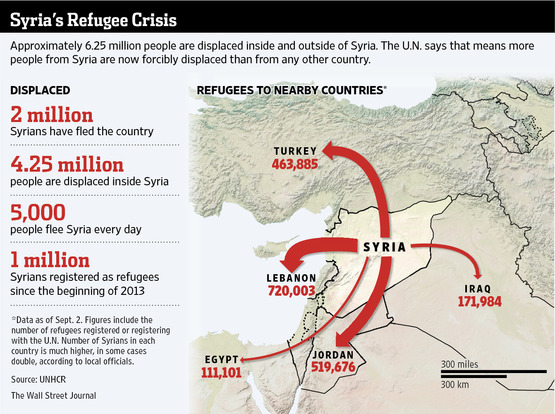 Syria's Refugee Crisis
Approximately 6.25 million people are displaced inside and outside of Syria. The U.N. says that means more
people from Syria are now forcibly displaced than from any other country.
DISPLACED
2 million
Syrians have fled the country
4.25 million
people are displaced inside Syria
5,000
people flee Syria every day
1 million
Syrians registered as refugees
since the beginning of 2013
*Data as of Sept. 2. Figures include the
number of refugees registered or registering
with the U.N. Number of Syrians in each
country is much higher, in some cases
double, according to local officials.
Source: UNHCR
The Wall Street Journal
REFUGEES TO NEARBY COUNTRIES*
TURKEY
463,885
SYRIA
LEBANON
720,003
IRAQ
171,984
EGYPT
111,101
JORDAN
519,676
300 miles
300 km